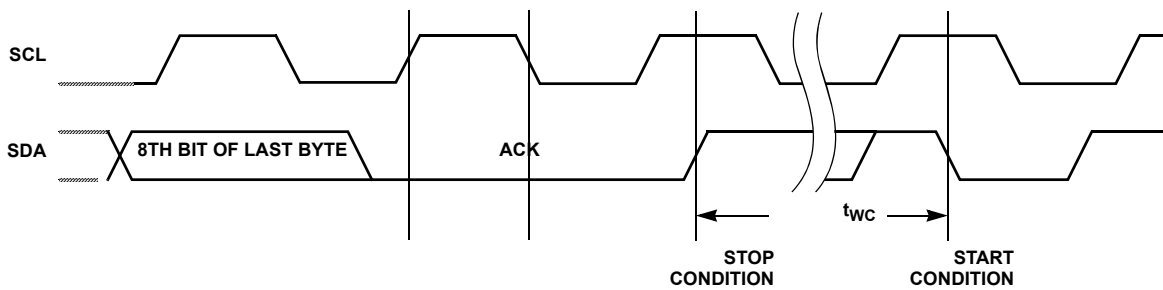 SCL
SDA
8TH BIT OF LAST BYTE
ACK
tWC
STOP
CONDITION
START
CONDITION